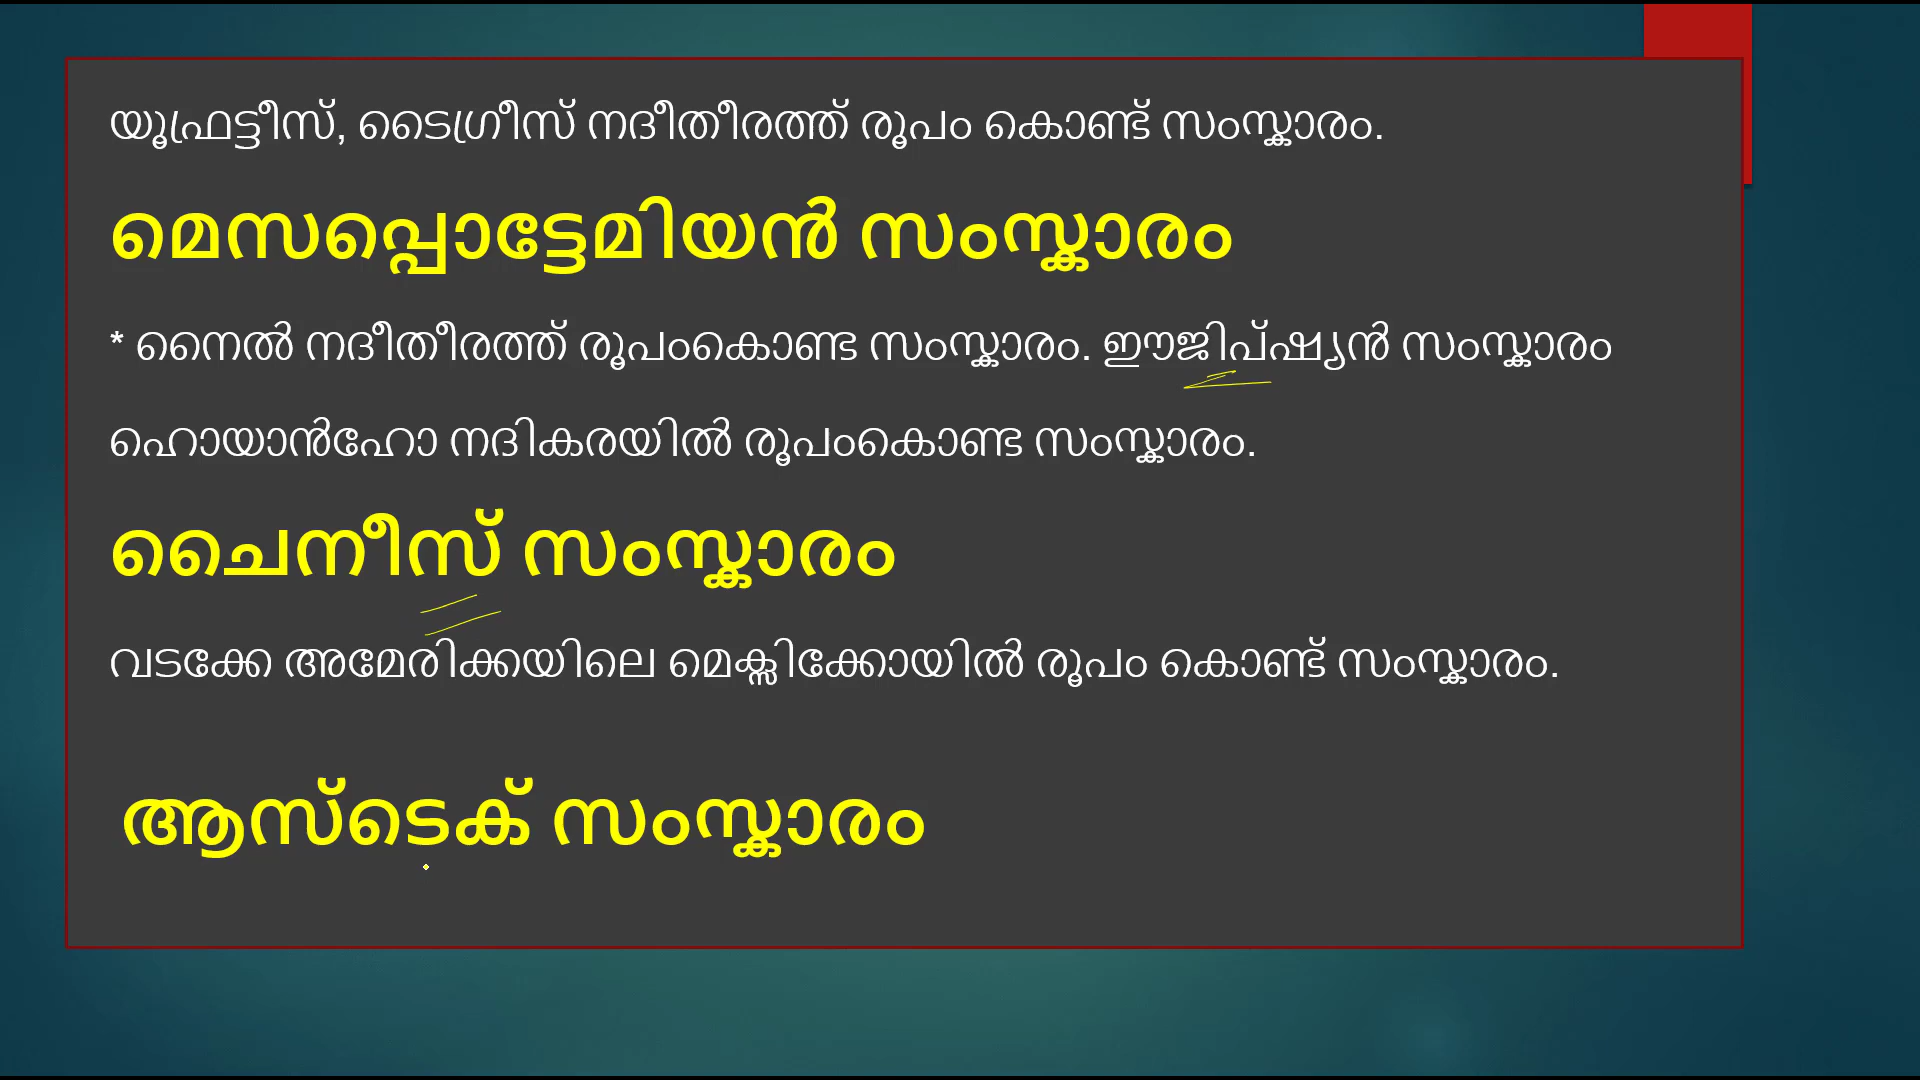 യൂഫ്രട്ടീസ്, ടൈഗ്രീസ് നദീതീരത്ത് രൂപം കൊണ്ട് സംസ്കാരം.
മെസപ്പൊട്ടേമിയൻ സംസ്കാരം
* നൈൽ നദീതീരത്ത് രൂപംകൊണ്ട സംസ്കാരം. ഈജിപ്ഷ്യൻ സംസ്കാരം
ഹൊയാൻഹോ നദികരയിൽ രൂപംകൊണ്ട സംസ്കാരം.
ചൈനീസ് സംസ്കാരം
വടക്കേ അമേരിക്കയിലെ മെക്സിക്കോയിൽ രൂപം കൊണ്ട് സംസ്കാരം.
ആസ്ടെക് സംസ്കാരം